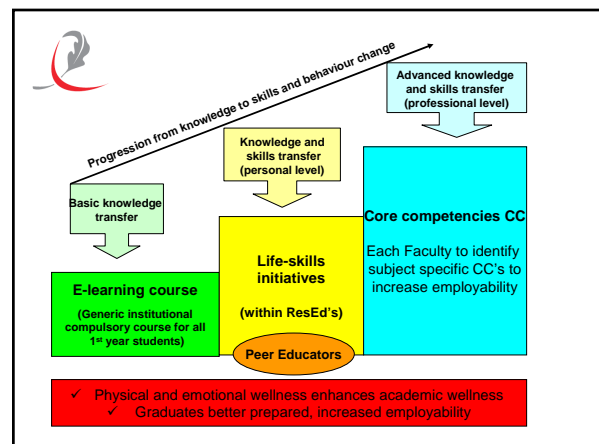 Progression from knowledge to skills and behaviour change
Advanced knowledge
and skills transfer
(professional level)
Knowledge and
skills transfer
(personal level)
Basic knowledge
transfer
Core competencies CC
Each Faculty to identify
subject specific CC's to
increase employability
Life-skills
initiatives
(within ResEd's)
E-learning course
(Generic institutional
compulsory course for all
1st year students)
Peer Educators
✓ Physical and emotional wellness enhances academic wellness
✓ Graduates better prepared, increased employability